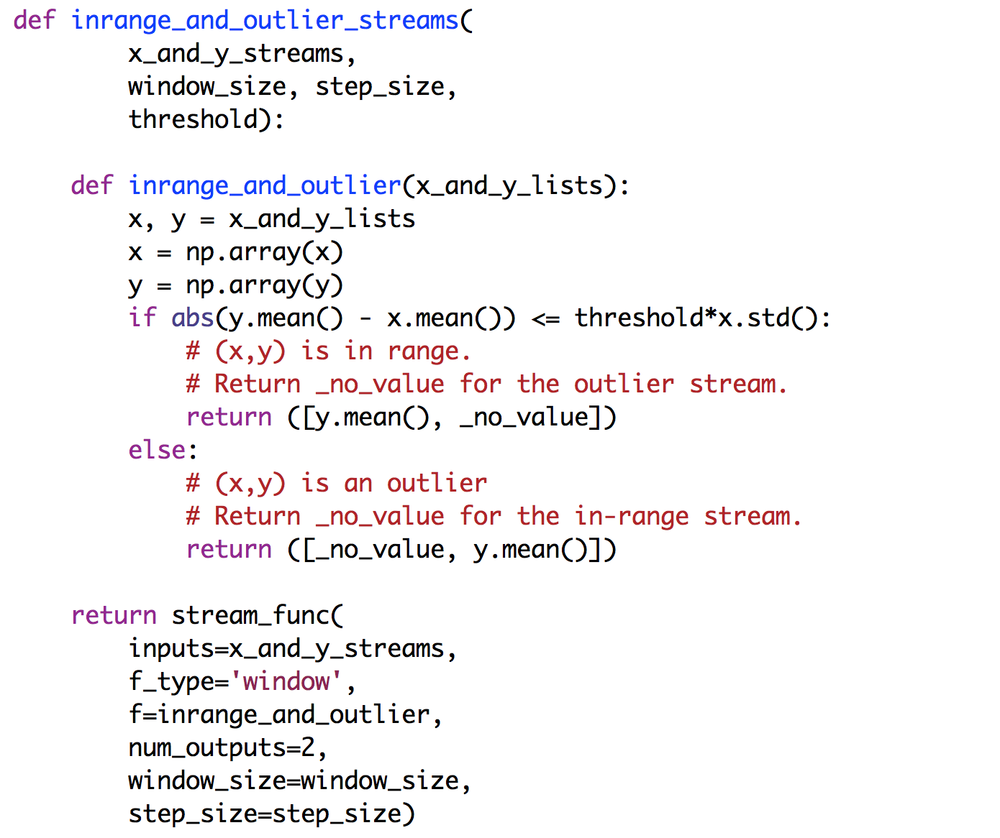 def inrange_and_outlier_streams(
        x_and_y_streams,
        window_size, step_size,
        threshold):

    def inrange_and_outlier(x_and_y_lists):
        x, y = x_and_y_lists
        x = np.array(x)
        y = np.array(y)
        if abs(y.mean() - x.mean()) <= threshold*x.std():
            # (x,y) is in range.
            # Return _no_value for the outlier stream.
            return ([y.mean(), _no_value])
        else:
            # (x,y) is an outlier
            # Return _no_value for the in-range stream.
            return ([_no_value, y.mean()])

    return stream_func(
        inputs=x_and_y_streams,
        f_type='window',
        f=inrange_and_outlier,
        num_outputs=2,
        window_size=window_size,
        step_size=step_size)